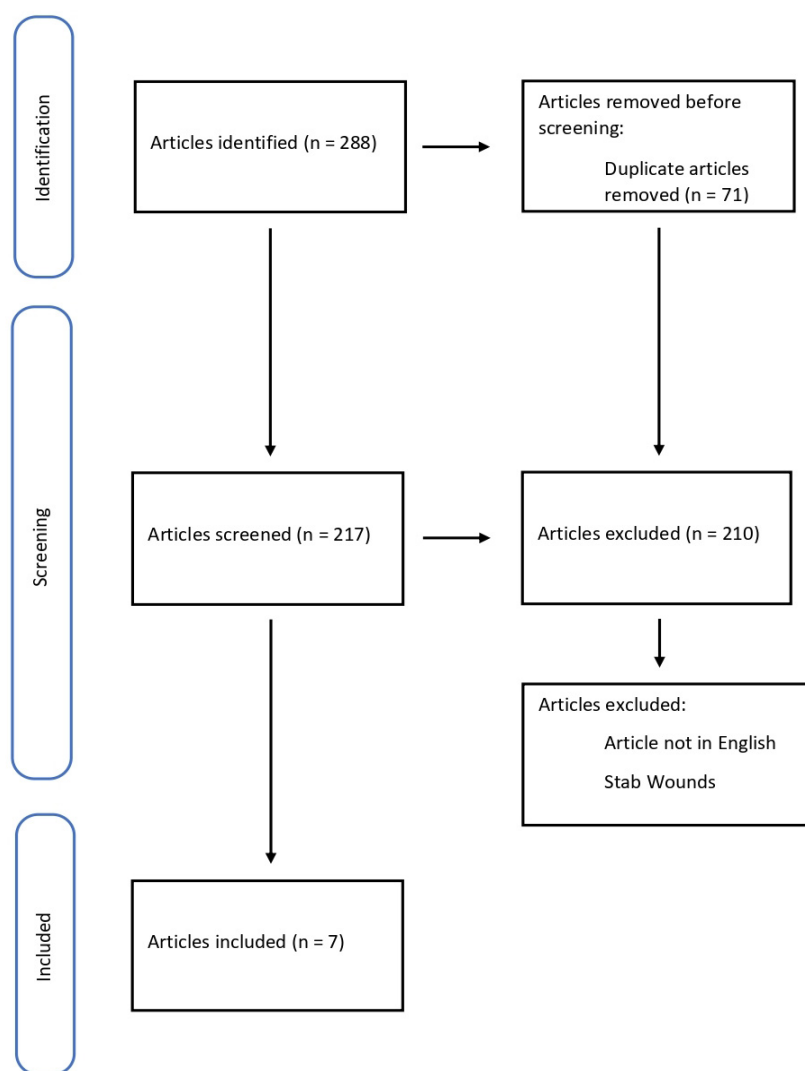 Identification
Articles identified (n = 288)
Articles removed before
screening:
Duplicate articles
removed (n = 71)
Screening
Articles screened (n = 217)
Articles excluded (n = 210)
Articles excluded:
Article not in English
Stab Wounds
Included
Articles included (n = 7)